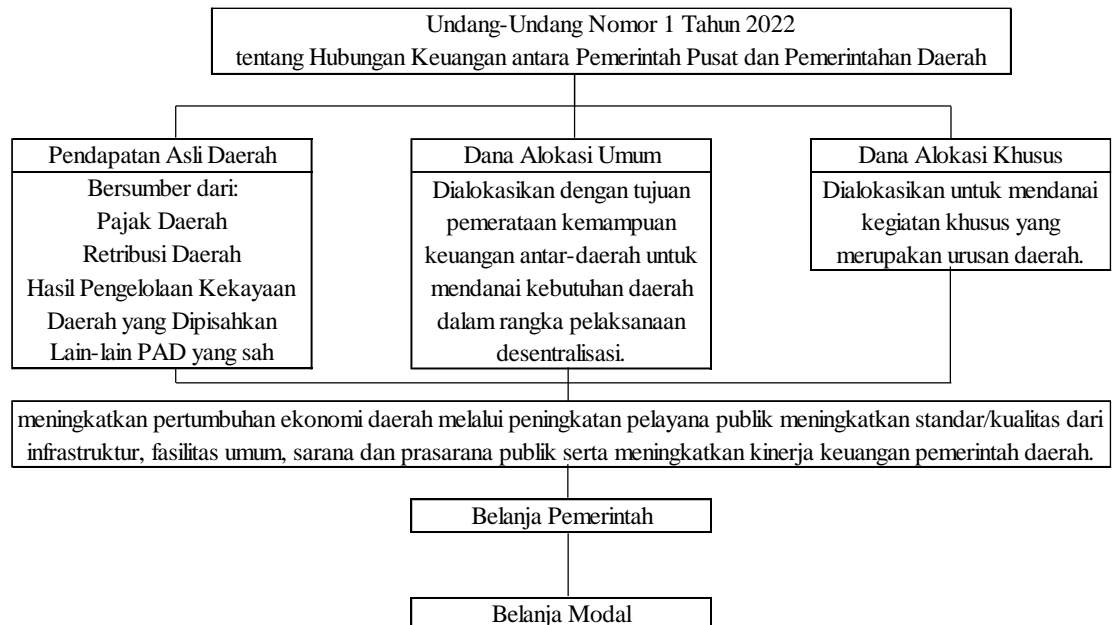 Undang-Undang Nomor 1 Tahun 2022
tentang Hubungan Keuangan antara Pemerintah Pusat dan Pemerintahan Daerah
Pendapatan Asli Daerah
Bersumber dari:
Pajak Daerah
Retribusi Daerah
Hasil Pengelolaan Kekayaan
Daerah yang Dipisahkan
Lain-lain PAD yang sah
Dana Alokasi Umum
Dialokasikan dengan tujuan
pemerataan kemampuan
keuangan antar-daerah untuk
mendanai kebutuhan daerah
dalam rangka pelaksanaan
desentralisasi.
Dana Alokasi Khusus
Dialokasikan untuk mendanai
kegiatan khusus yang
merupakan urusan daerah.
meningkatkan pertumbuhan ekonomi daerah melalui peningkatan pelayana publik meningkatkan standar/kualitas dari
infrastruktur, fasilitas umum, sarana dan prasarana publik serta meningkatkan kinerja keuangan pemerintah daerah.
Belanja Pemerintah
Belanja Modal